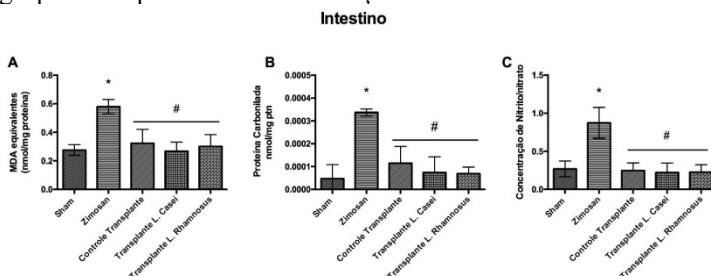 Intestino
A
MDA equivalentes
(nmol/mg proteína)
0.8
0.6
0.4
0.2
0.0
*
#
Sham
Zimosan
Controle Transplante
Transplante L. Casei
Transplante L. Rhamnosus
B
Proteína Carbonilada
nmol/mg ptn
0.0005
0.0004
0.0003
0.0002
0.0001
0.0000
*
#
Sham
Zimosan
Controle Transplante
Transplante L. Casei
Transplante L. Rhamnosus
C
Concentração de Nitrito/nitrato
1.5
1.0
0.5
0.0
*
#
Sham
Zimosan
Controle Transplante
Transplante L. Casei
Transplante L. Rhamnosus